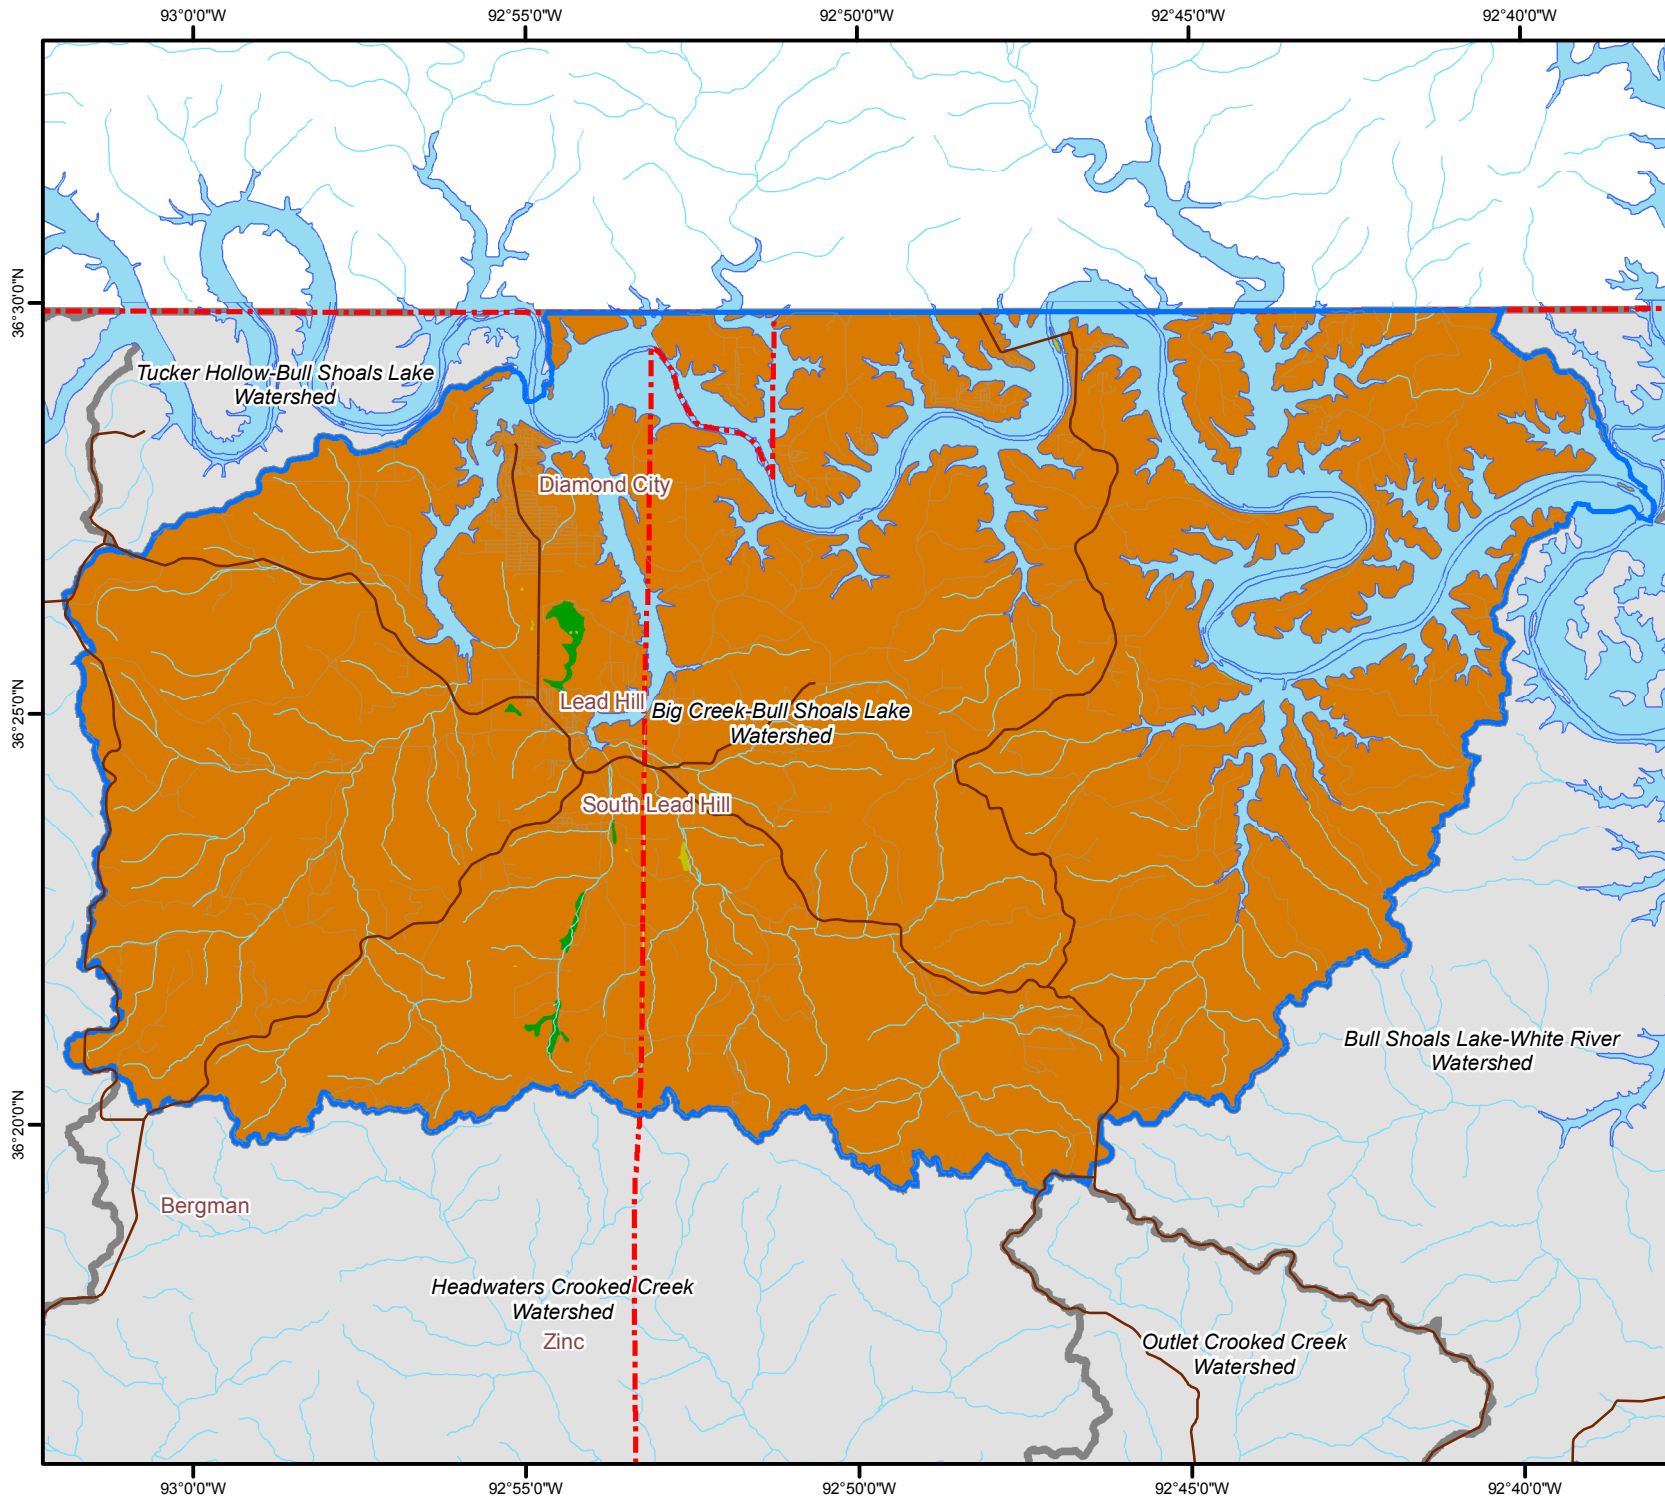 93°0'0"W
92°55'0"W
92°50'0"W
92°45'0"W
92°40'0"W
36°30'0"N
Tucker Hollow-Bull Shoals Lake
Watershed
Diamond City
36°25'0"N
Lead Hill
Big Creek-Bull Shoals Lake
Watershed
South Lead Hill
Bull Shoals Lake-White River
Watershed
36°20'0"N
Bergman
Headwaters Crooked Creek
Watershed
Zinc
Outlet Crooked Creek
Watershed
93°0'0"W
92°55'0"W
92°50'0"W
92°45'0"W
92°40'0"W